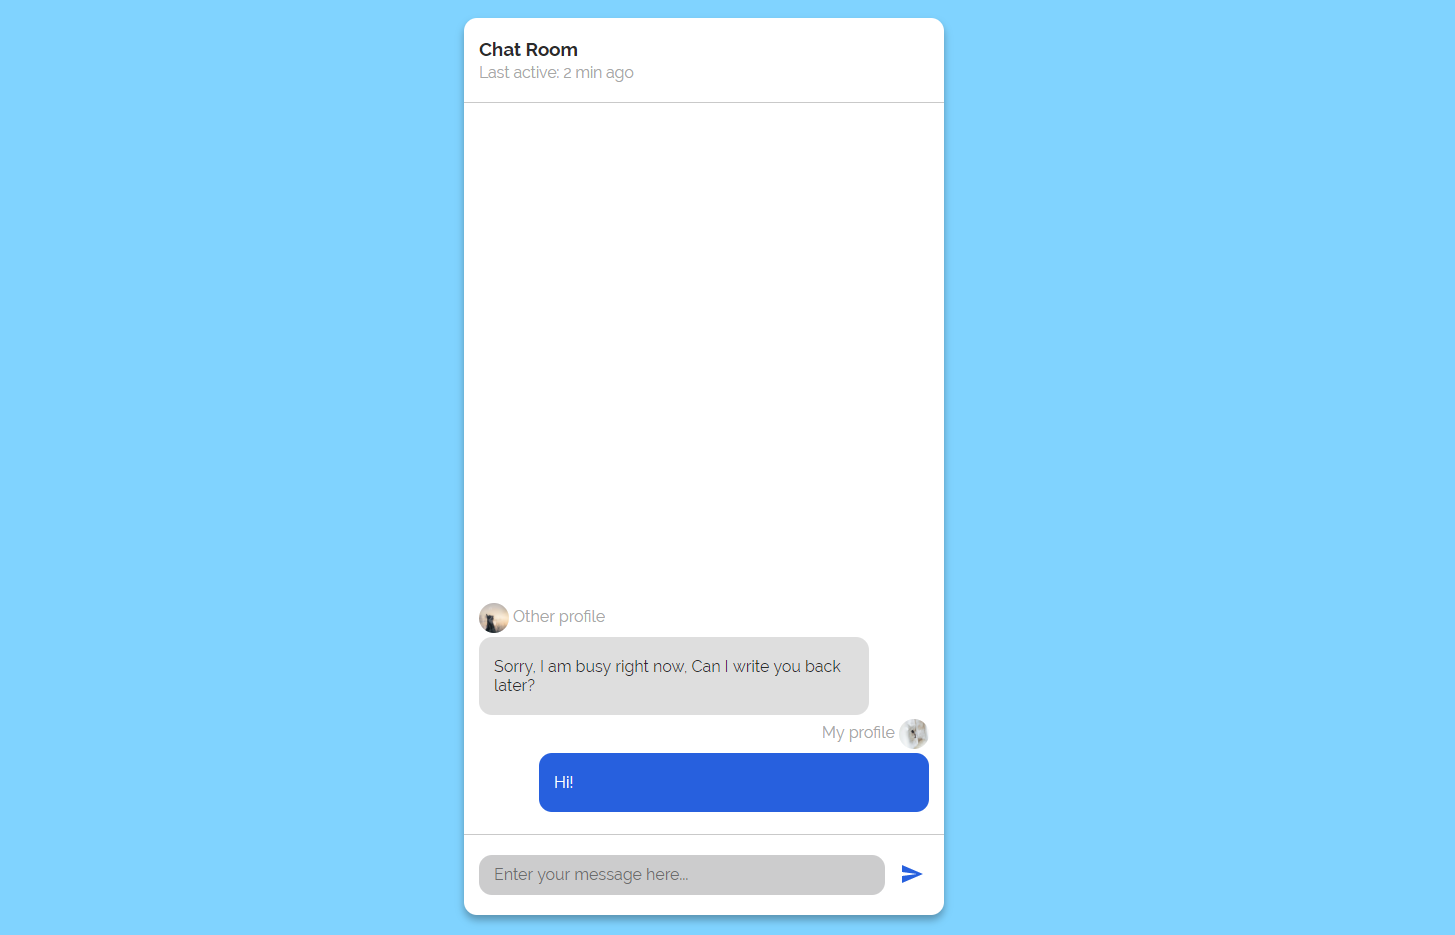 Chat Room
Last active: 2 min ago
Other profile
Sorry, I am busy right now, Can I write you back
later?
My profile
Hi!
Enter your message here...